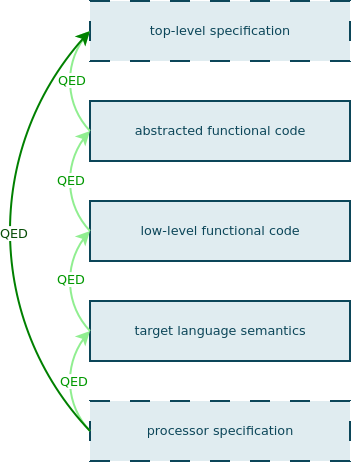 top-level specification
QED
abstracted functional code
QED
QED
low-level functional code
QED
target language semantics
QED
processor specification